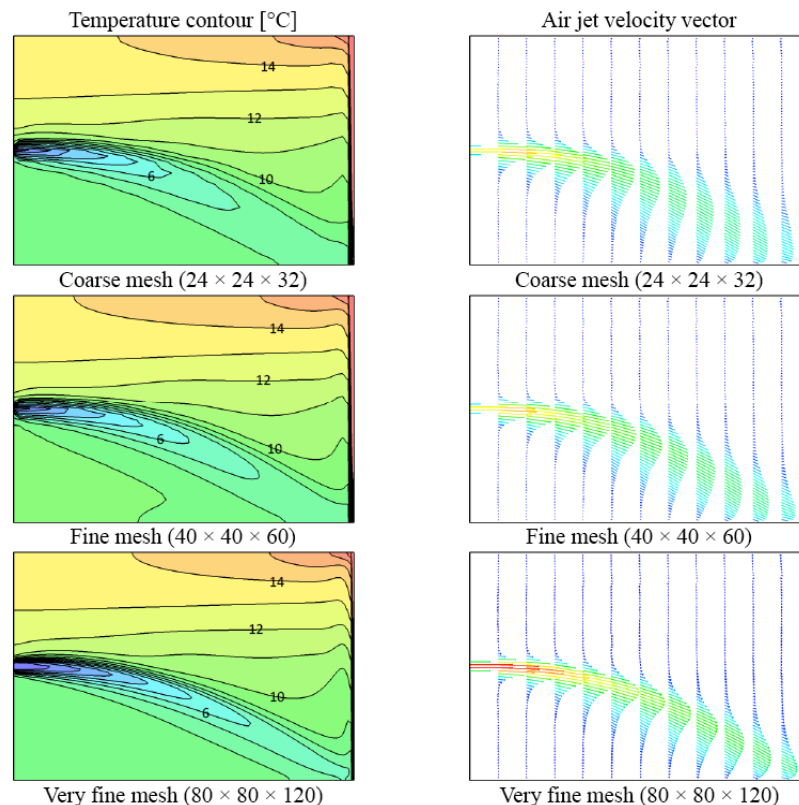 Temperature contour [°C]
Air jet velocity vector
14
12
10
6
Coarse mesh (24 × 24 × 32)
Coarse mesh (24 × 24 × 32)
14
12
10
6
Fine mesh (40 × 40 × 60)
Fine mesh (40 × 40 × 60)
14
12
10
6
Very fine mesh (80 × 80 × 120)
Very fine mesh (80 × 80 × 120)